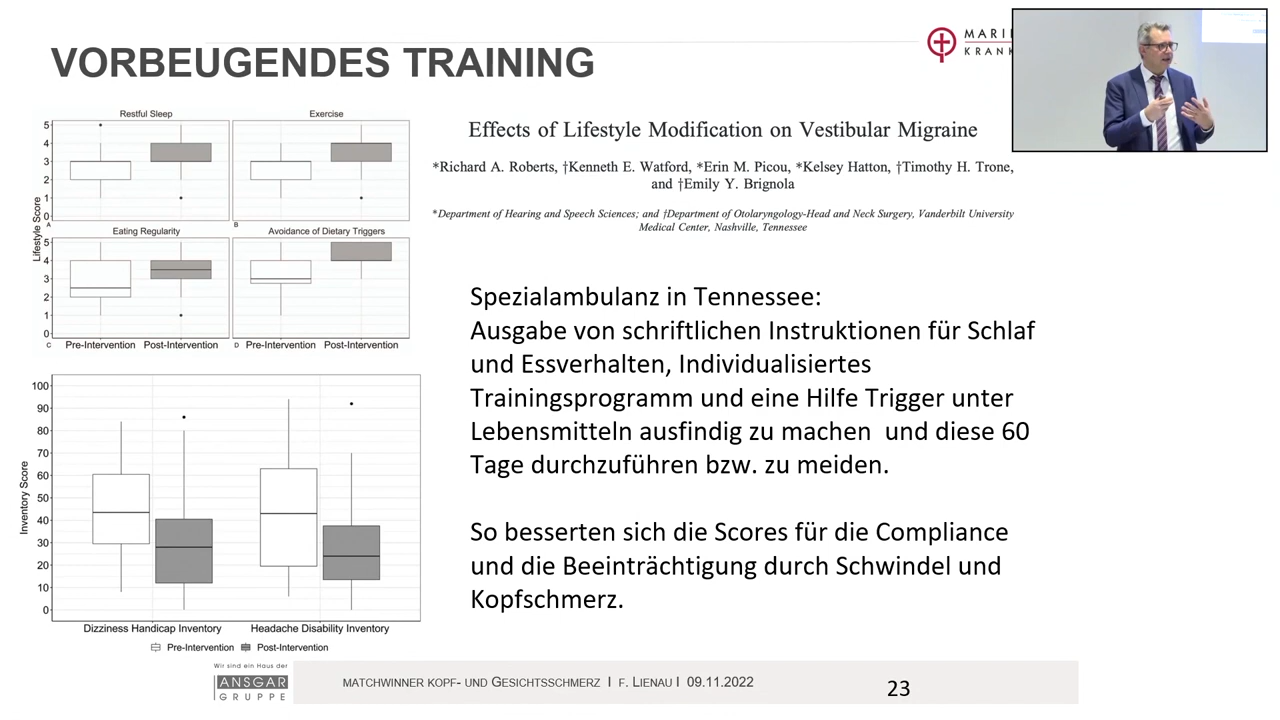 VORBEUGENDES TRAINING
Restful Sleep
Exercise
5
4
3
2
1
0
A
B
Lifestyle Score
Eating Regularity
Avoidance of Dietary Triggers
5
4
3
2
1
0
C
Pre-Intervention Post-Intervention
D
Pre-Intervention Post-Intervention
100
90
80
70
60
50
40
30
20
10
0
Inventory Score
Dizziness Handicap Inventory
Headache Disability Inventory
Pre-Intervention Post-Intervention
Effects of Lifestyle Modification on Vestibular Migraine
*Richard A. Roberts, †Kenneth E. Watford, *Erin M. Picou, *Kelsey Hatton, †Timothy H. Trone,
and †Emily Y. Brignola
*Department of Hearing and Speech Sciences; and †Department of Otolaryngology-Head and Neck Surgery, Vanderbilt University
Medical Center, Nashville, Tennessee
Spezialambulanz in Tennessee:
Ausgabe von schriftlichen Instruktionen für Schlaf
und Essverhalten, Individualisiertes
Trainingsprogramm und eine Hilfe Trigger unter
Lebensmitteln ausfindig zu machen und diese 60
Tage durchzuführen bzw. zu meiden.
So besserten sich die Scores für die Compliance
und die Beeinträchtigung durch Schwindel und
Kopfschmerz.
Wir sind ein Haus der
ANSGAR
GRUPPE
MATCHWINNER KOPF- UND GESICHTSSCHMERZ I F. LIENAU I 09.11.2022
23